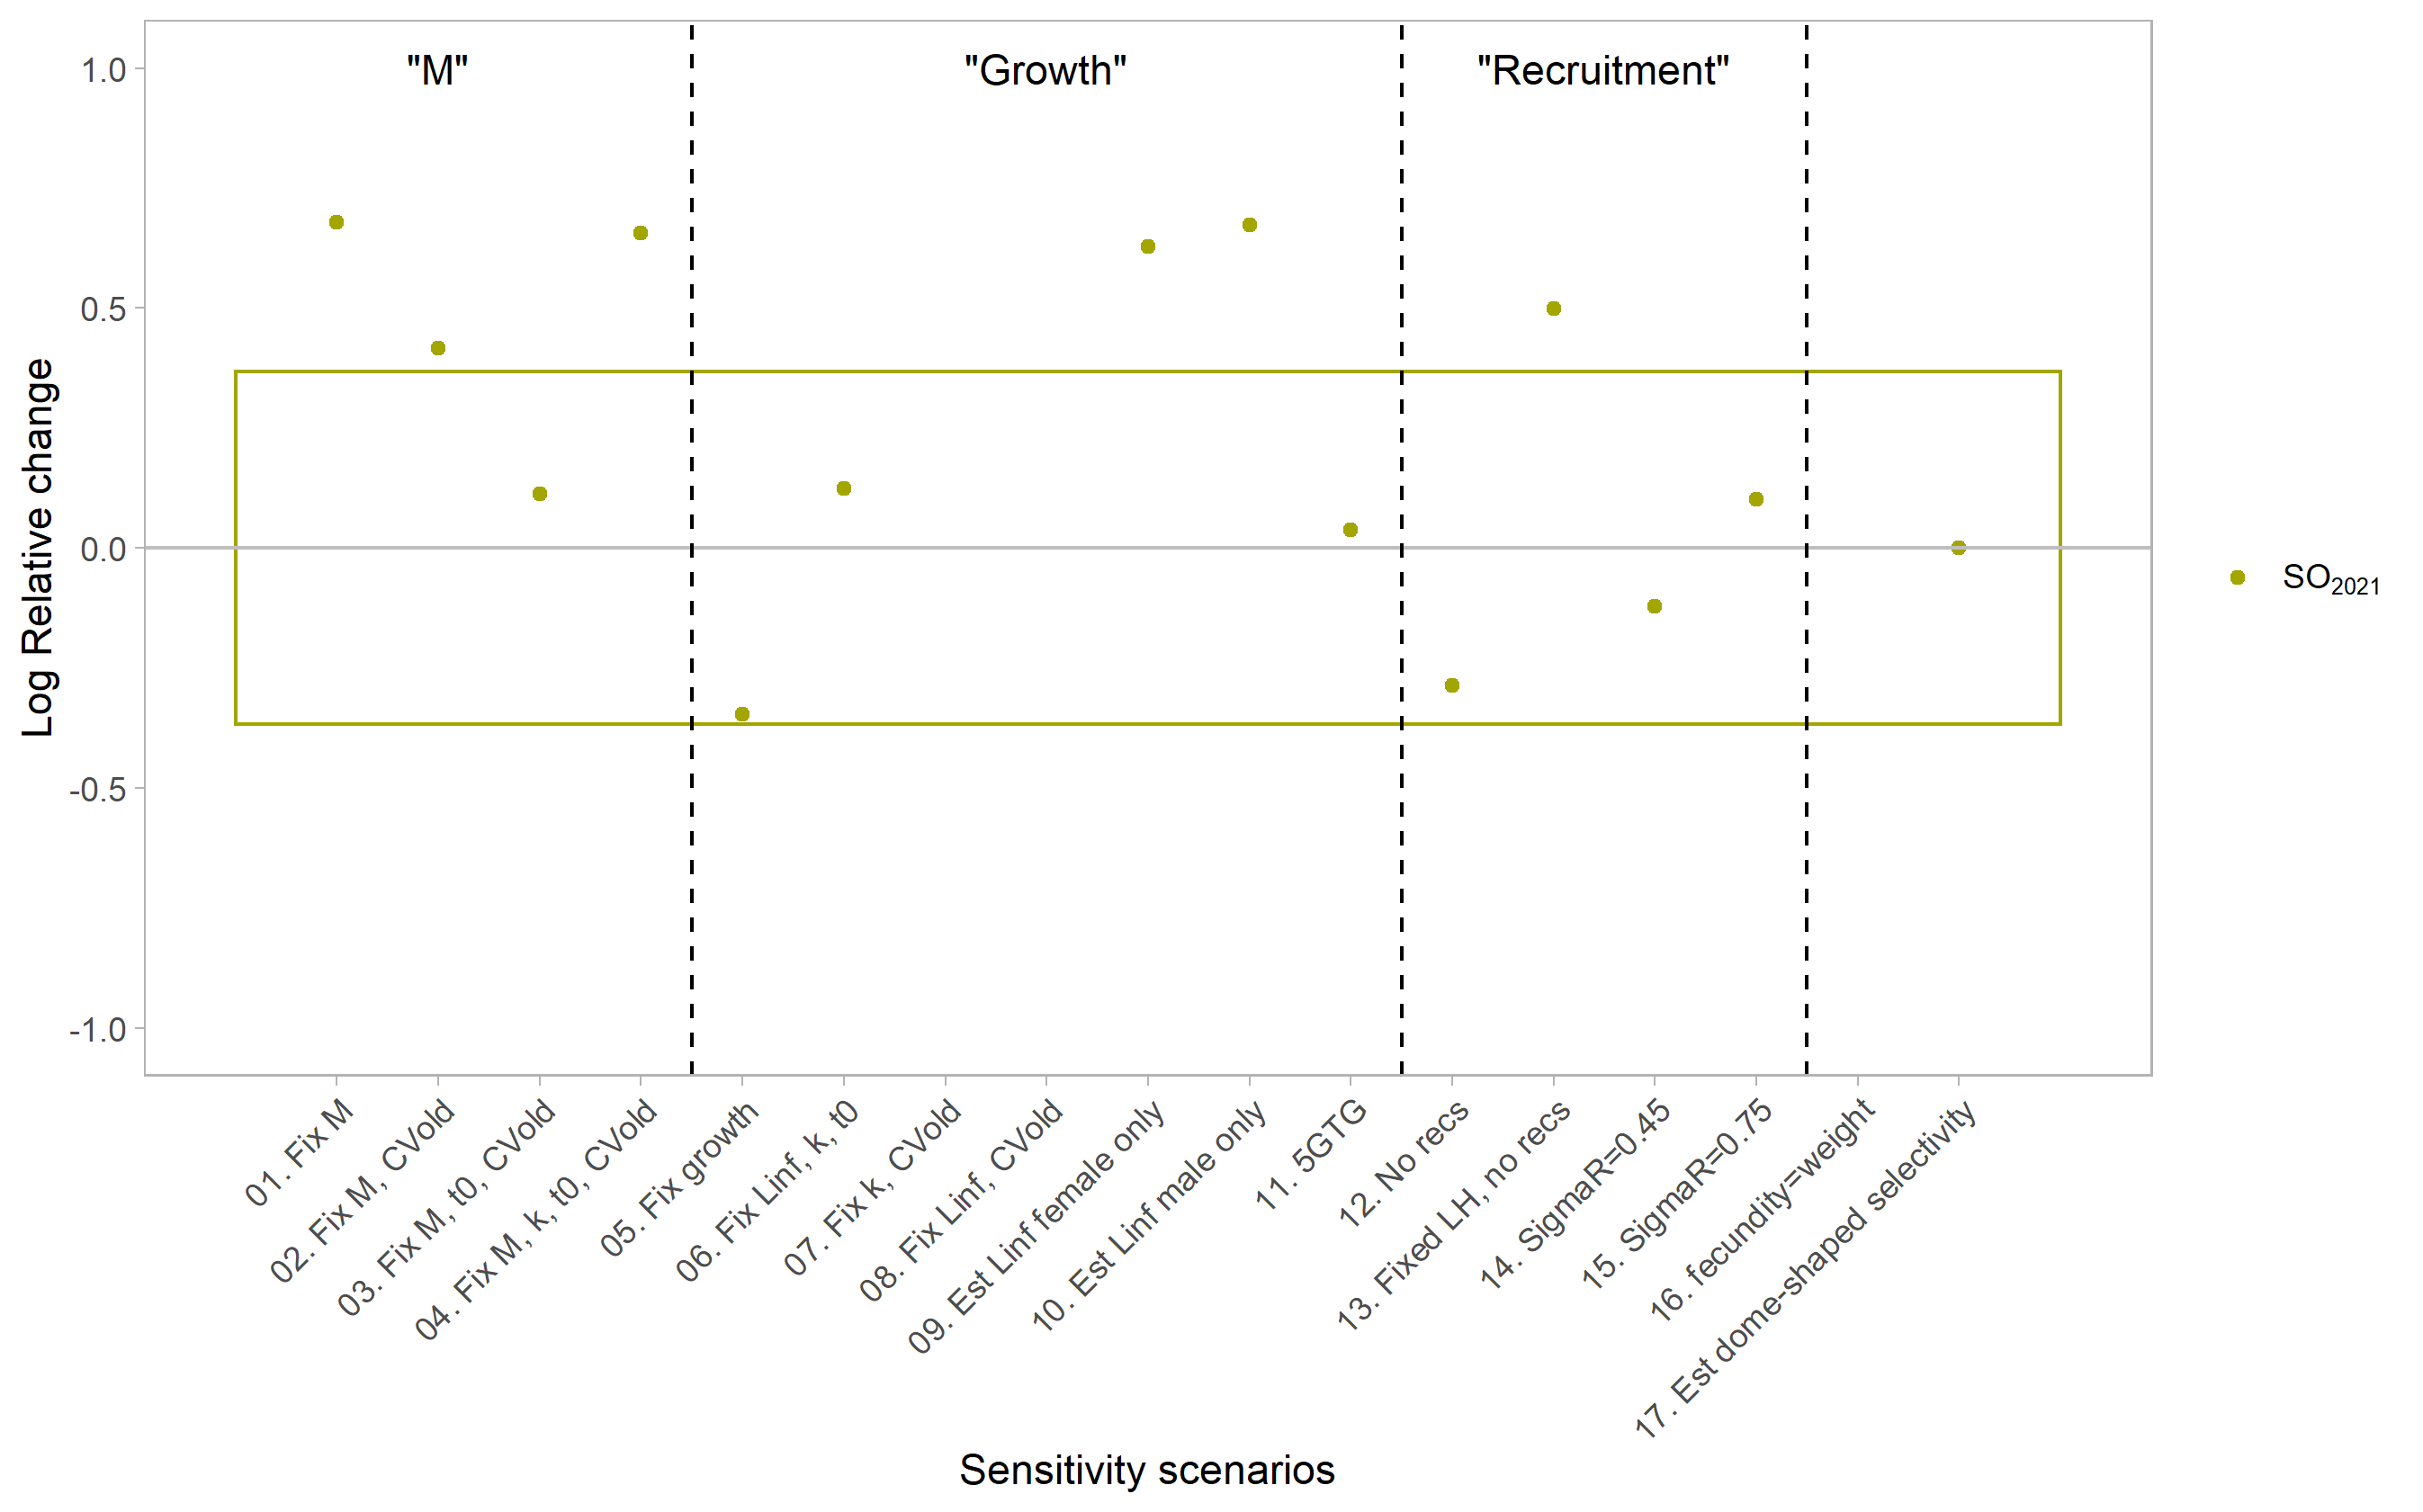 "M"
"Growth"
"Recruitment"
1.0
0.5
0.0
-0.5
-1.0
Log Relative change
SO2021
01. Fix M
02. Fix M, CVold
03. Fix M, t0, CVold
04. Fix M, k, t0, CVold
05. Fix growth
06. Fix Linf, k, t0
07. Fix k, CVold
08. Fix Linf, CVold
09. Est Linf female only
10. Est Linf male only
11. 5GTG
12. No recs
13. Fixed LH, no recs
14. SigmaR=0.45
15. SigmaR=0.75
16. fecundity=weight
17. Est dome-shaped selectivity
Sensitivity scenarios